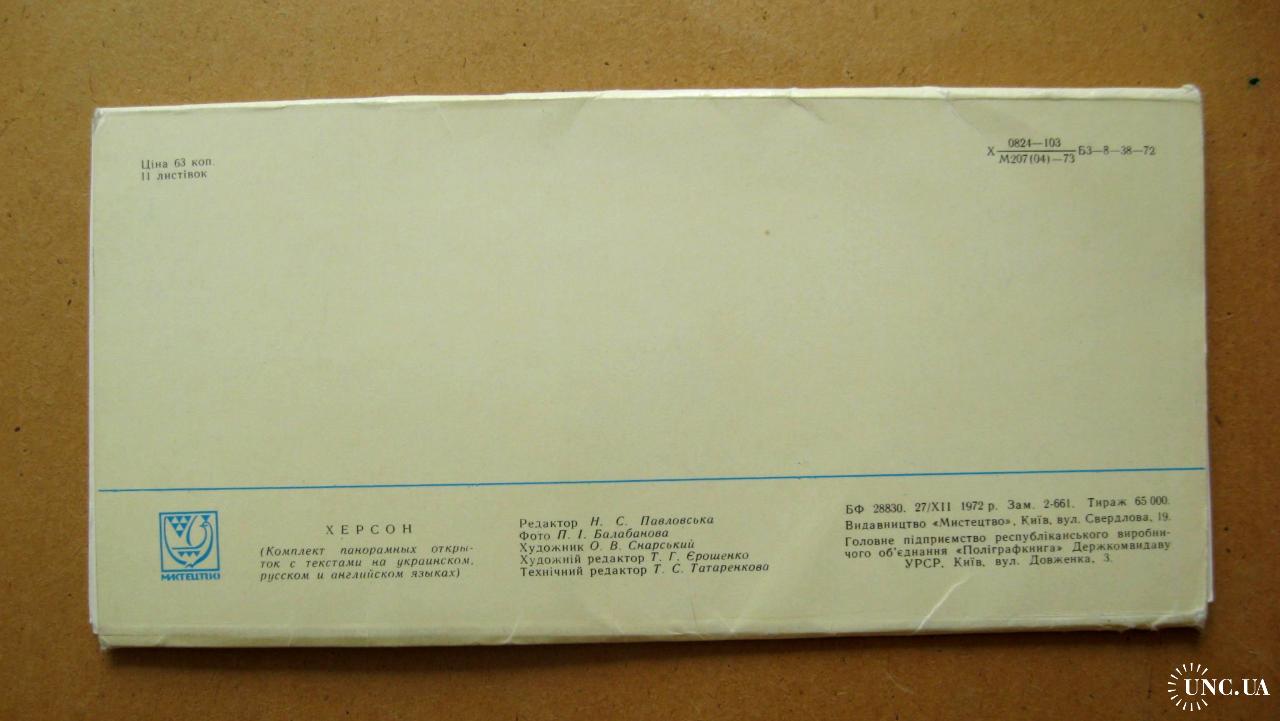 Ціна 63 коп.
11 листівок
Х 0824—103 БЗ—8—38—72
М207(04)—73
МИСТЕЦТВО
ХЕРСОН
(Комплект панорамных откры-
ток с текстами на украинском,
русском и английском языках)
Редактор Н. С. Павловська
Фото П. І. Балабанова
Художник О. В. Снарський
Художній редактор Т. Г. Єрошенко
Технічний редактор Т. С. Татаренкова
БФ 28830. 27/XII 1972 р. Зам. 2-661. Тираж 65 000.
Видавництво «Мистецтво», Київ, вул. Свердлова, 19.
Головне підприємство республіканського виробни-
чого об'єднання «Поліграфкнига» Держкомвидаву
УРСР, Київ, вул. Довженка, 3.
UNC.UA